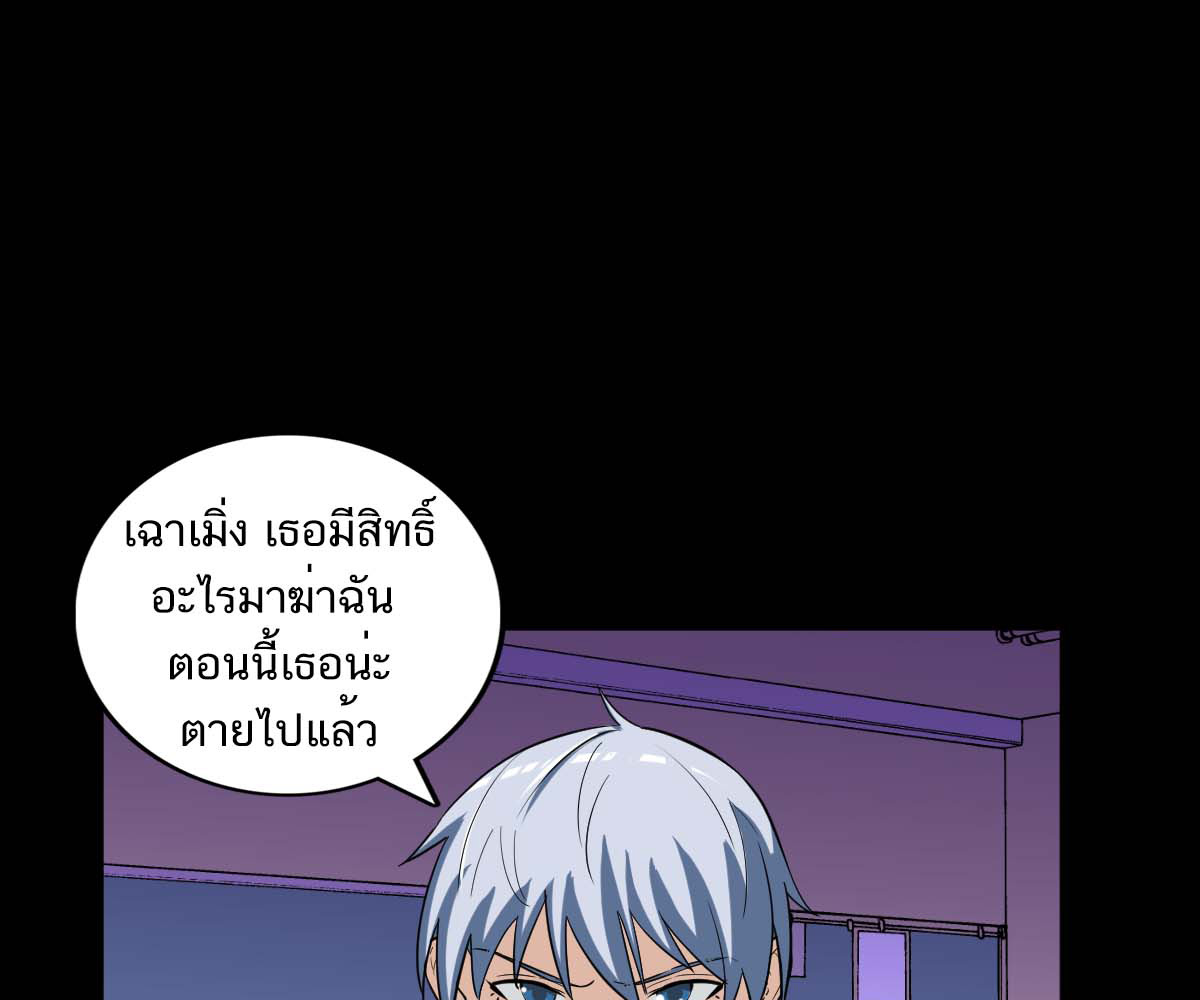 เฉาเมิ่ง เธอมีสิทธิ์
อะไรมาฆ่าฉัน
ตอนนี้เธอน่ะ
ตายไปแล้ว